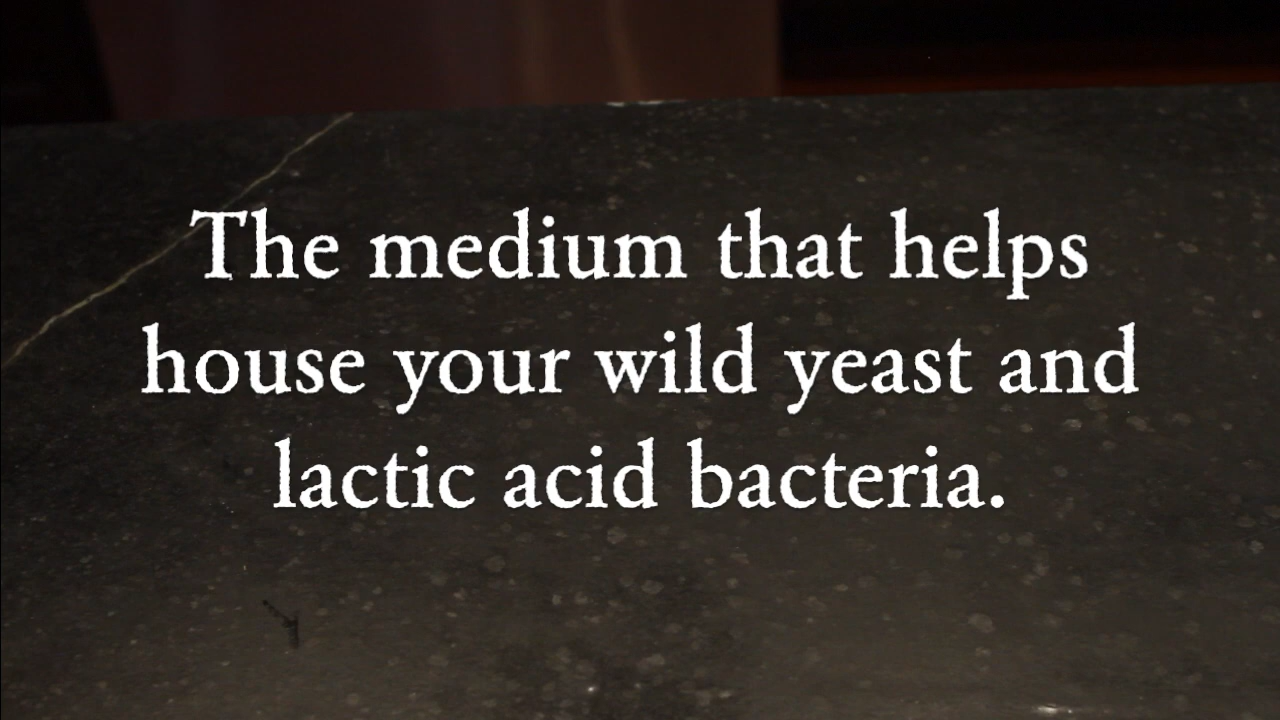 The medium that helps
house your wild yeast and
lactic acid bacteria.